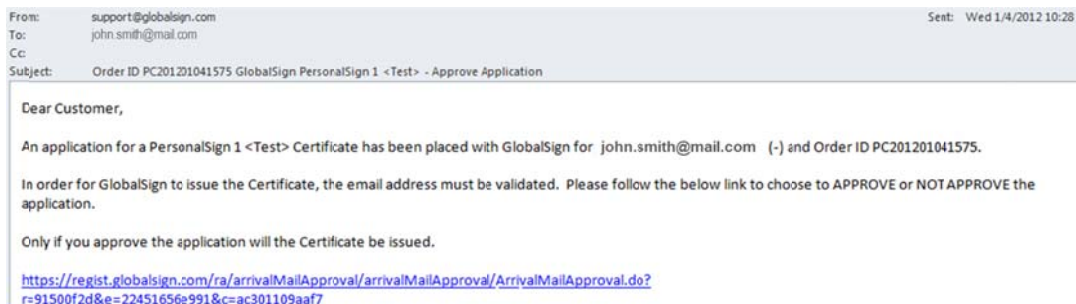 From: support@globalsign.com Sent: Wed 1/4/2012 10:28
To: john.smith@mail.com
Cc:
Subject: Order ID PC201201041575 GlobalSign PersonalSign 1 <Test> - Approve Application
Dear Customer,
An application for a PersonalSign 1 <Test> Certificate has been placed with GlobalSign for john.smith@mail.com (-) and Order ID PC201201041575.
In order for GlobalSign to issue the Certificate, the email address must be validated. Please follow the below link to choose to APPROVE or NOT APPROVE the
application.
Only if you approve the application will the Certificate be issued.
https://regist.globalsign.com/ra/arrivalMailApproval/arrivalMailApproval/ArrivalMailApproval.do?
r=91500f2d&e=22451656e991&c=ac301109aaf7